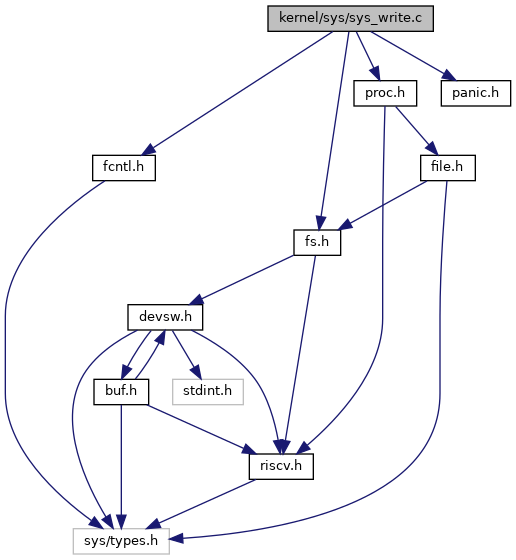 kernel/sys/sys_write.c
proc.h
panic.h
fcntl.h
file.h
fs.h
devsw.h
buf.h
stdint.h
riscv.h
sys/types.h